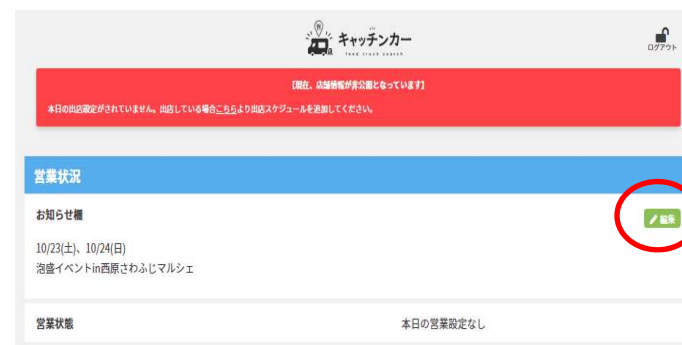 キャッチンカー
food truck search
ログアウト
【現在、店舗情報が非公開となっています】
本日の出店設定がされていません。出店している場合こちらより出店スケジュールを追加してください。
営業状況
お知らせ欄
編集
10/23(土)、10/24(日)
泡盛イベントin西原さわふじマルシェ
営業状態
本日の営業設定なし